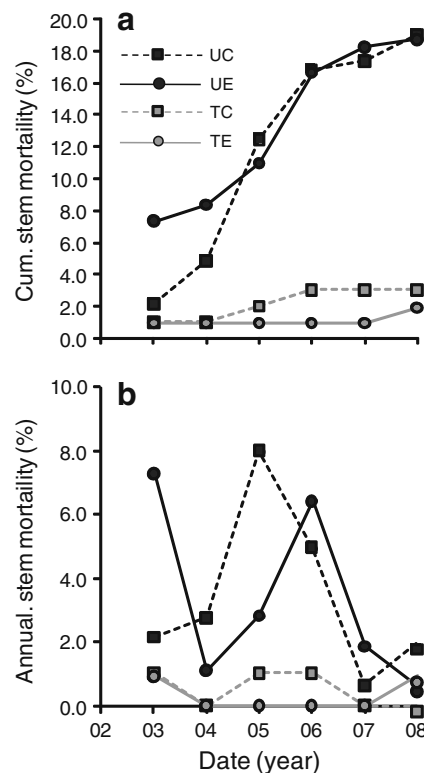 a
Cum. stem mortaility (%)
20.0
18.0
16.0
14.0
12.0
10.0
8.0
6.0
4.0
2.0
0.0
UC
UE
TC
TE
b
Annual. stem mortaility (%)
10.0
8.0
6.0
4.0
2.0
0.0
02 03 04 05 06 07 08
Date (year)